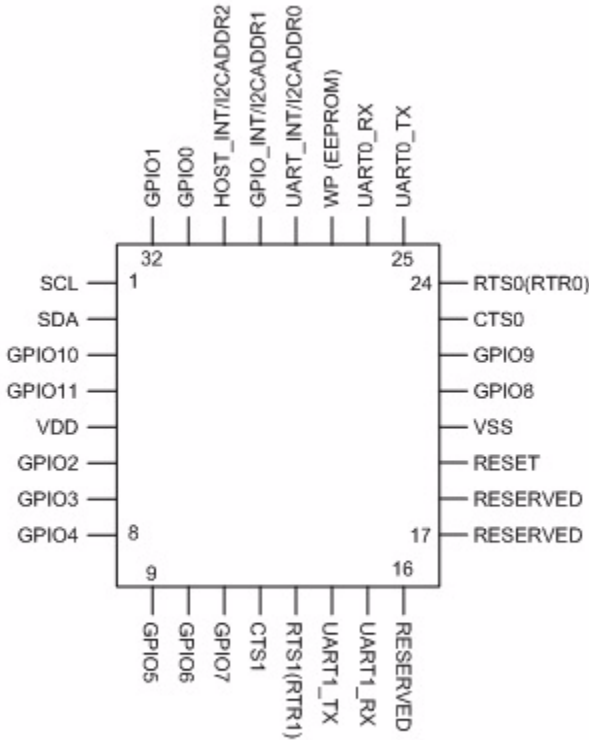 GPIO1
GPIO0
HOST_INT/I2CADDR2
GPIO_INT/I2CADDR1
UART_INT/I2CADDR0
WP (EEPROM)
UART0_RX
UART0_TX
32
25
SCL
1
24
RTS0(RTR0)
SDA
CTS0
GPIO10
GPIO9
GPIO11
GPIO8
VDD
VSS
GPIO2
RESET
GPIO3
RESERVED
GPIO4
8
17
RESERVED
9
16
GPIO5
GPIO6
GPIO7
CTS1
RTS1(RTR1)
UART1_TX
UART1_RX
RESERVED